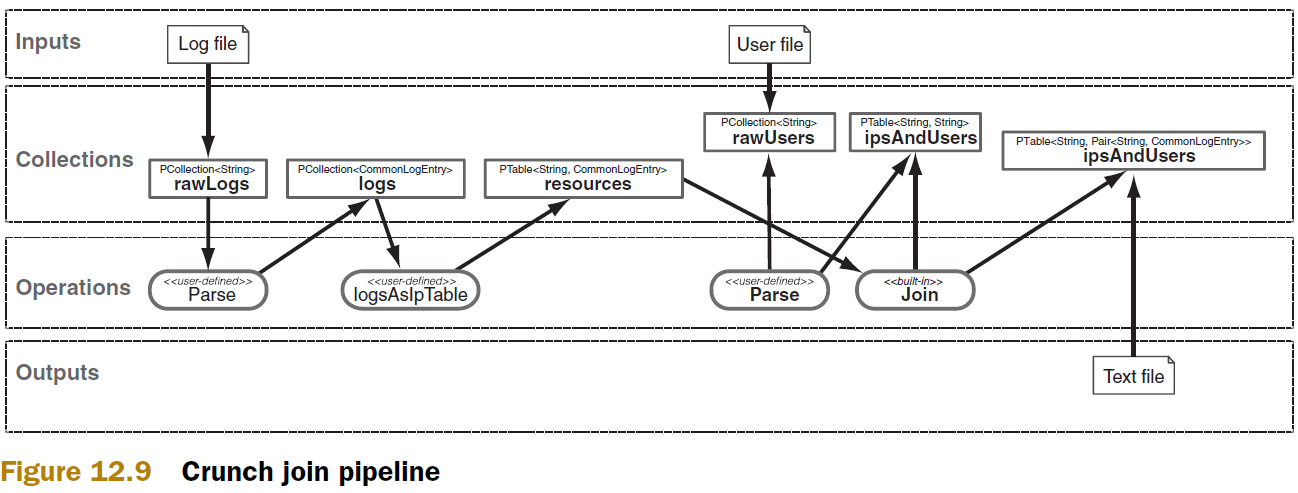 Inputs
Log file
User file
Collections
PCollection<String>
rawLogs
PCollection<CommonLogEntry>
logs
PTable<String, CommonLogEntry>
resources
PCollection<String>
rawUsers
PTable<String, String>
ipsAndUsers
PTable<String, Pair<String, CommonLogEntry>>
ipsAndUsers
Operations
<<user-defined>>
Parse
<<user-defined>>
logsAsIpTable
<<user-defined>>
Parse
<<built-in>>
Join
Outputs
Text file
Figure 12.9 Crunch join pipeline